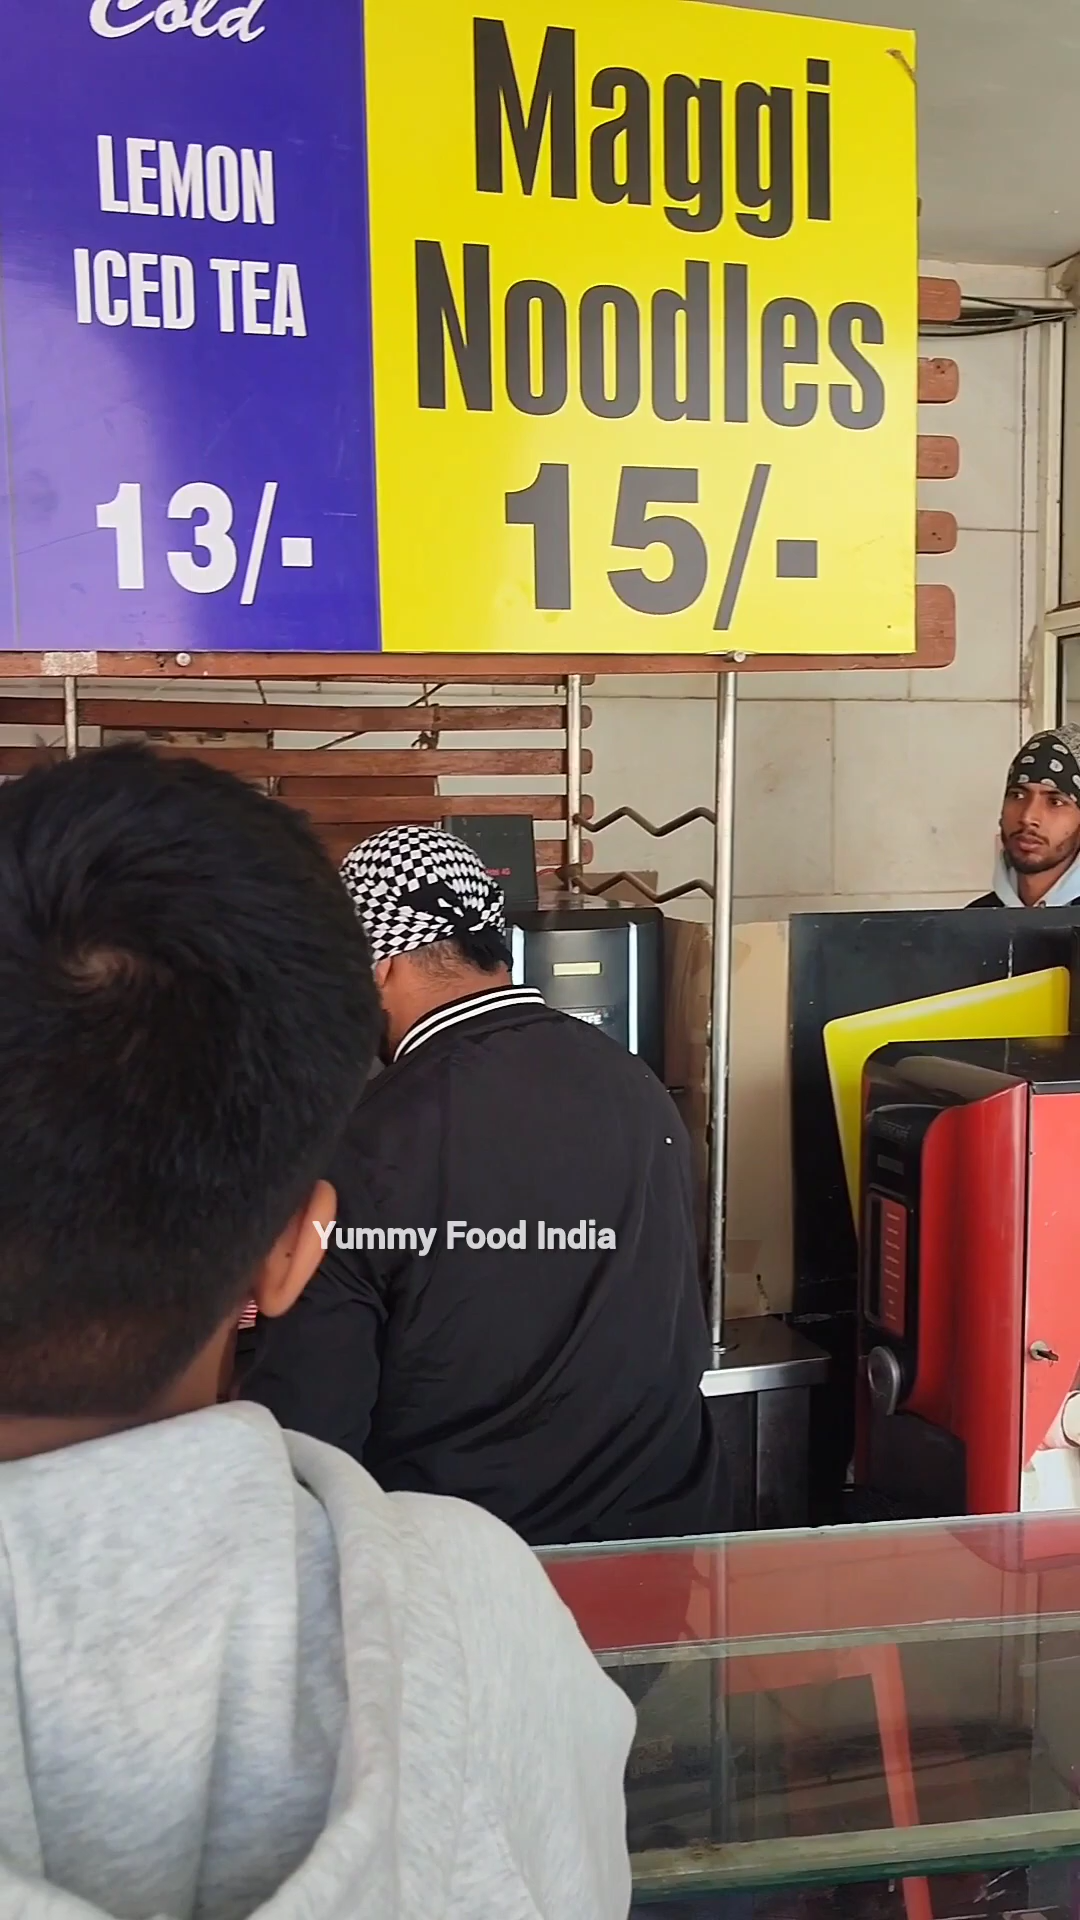 Cold
LEMON
ICED TEA
13/-
Maggi
Noodles
15/-
Yummy Food India